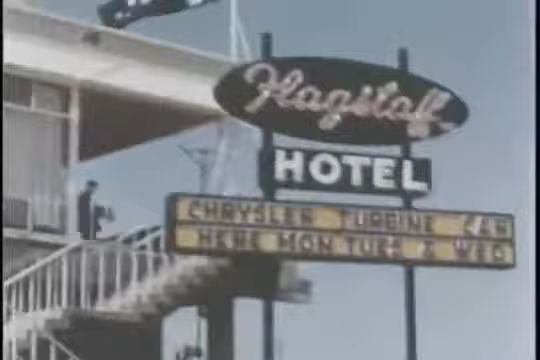 Flagstaff
HOTEL
CHRYSLER TURBINE CAR
HERE MON TUES & WED